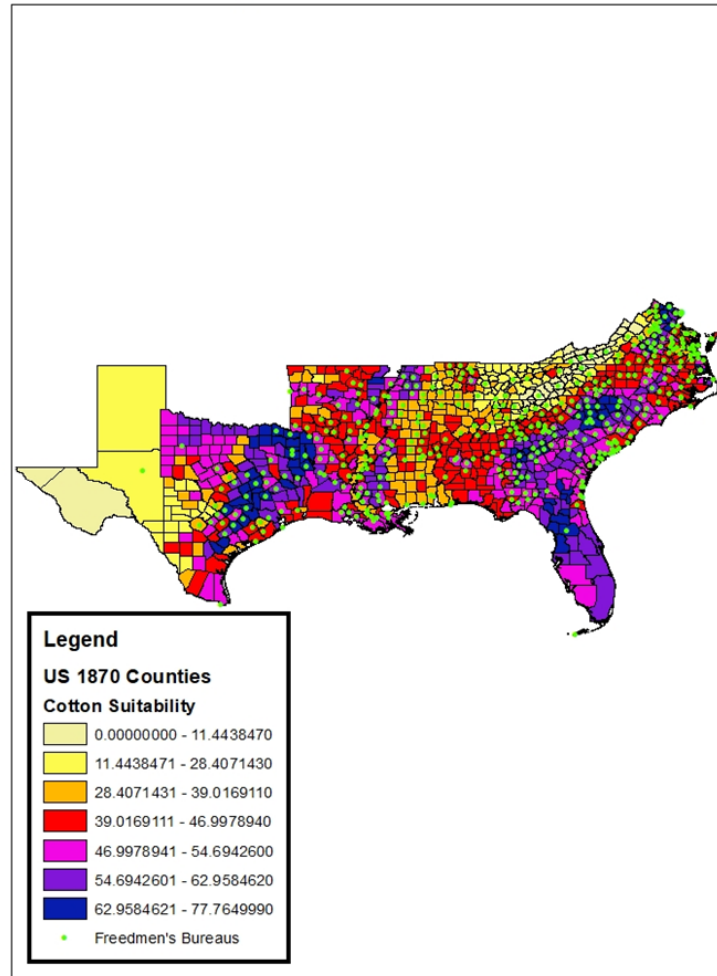 Legend
US 1870 Counties
Cotton Suitability
0.00000000 - 11.4438470
11.4438471 - 28.4071430
28.4071431 - 39.0169110
39.0169111 - 46.9978940
46.9978941 - 54.6942600
54.6942601 - 62.9584620
62.9584621 - 77.7649990
Freedmen's Bureaus